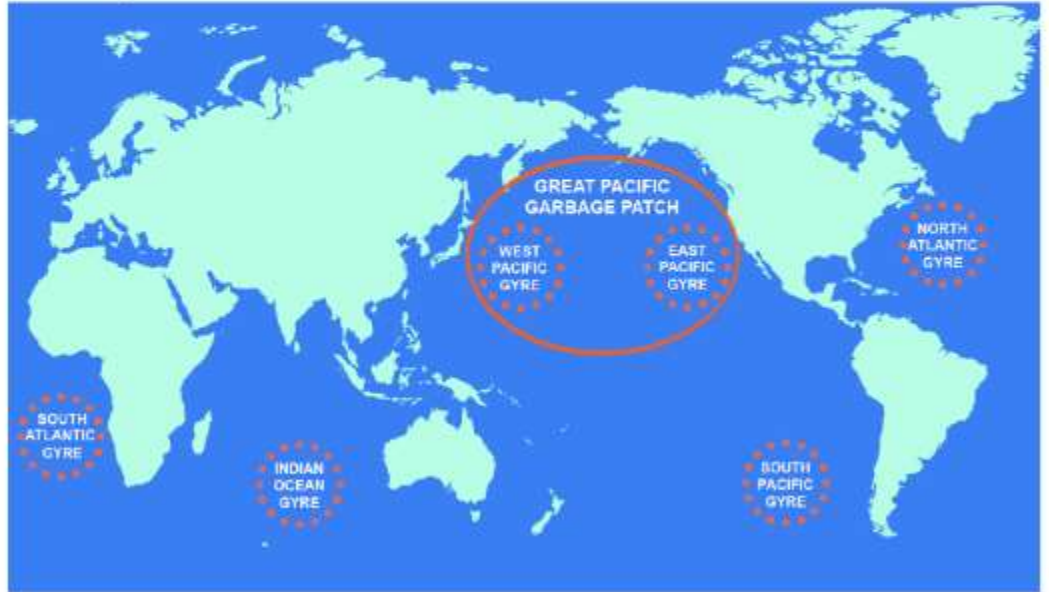 GREAT PACIFIC
GARBAGE PATCH
WEST
PACIFIC
GYRE
EAST
PACIFIC
GYRE
NORTH
ATLANTIC
GYRE
SOUTH
ATLANTIC
GYRE
INDIAN
OCEAN
GYRE
SOUTH
PACIFIC
GYRE